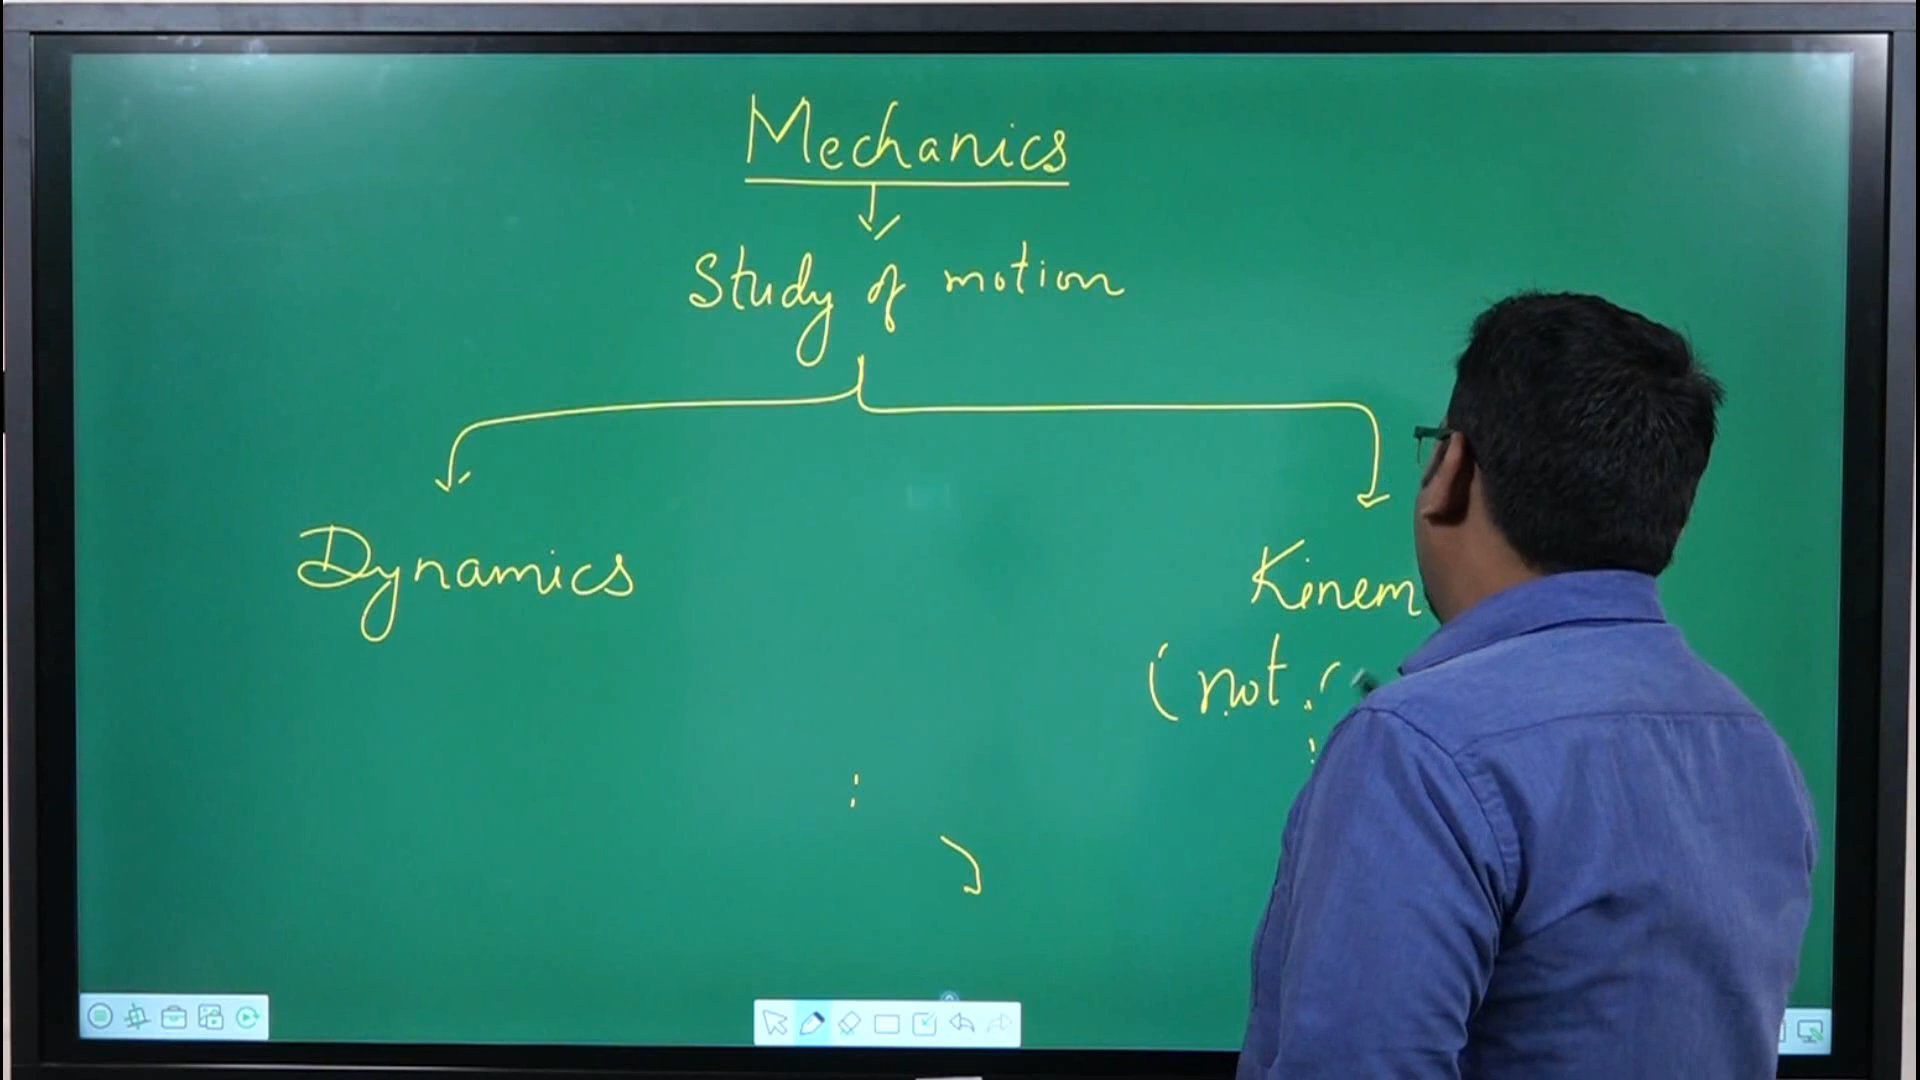 Mechanics
Study of motion
Dynamics
Kinem
(not